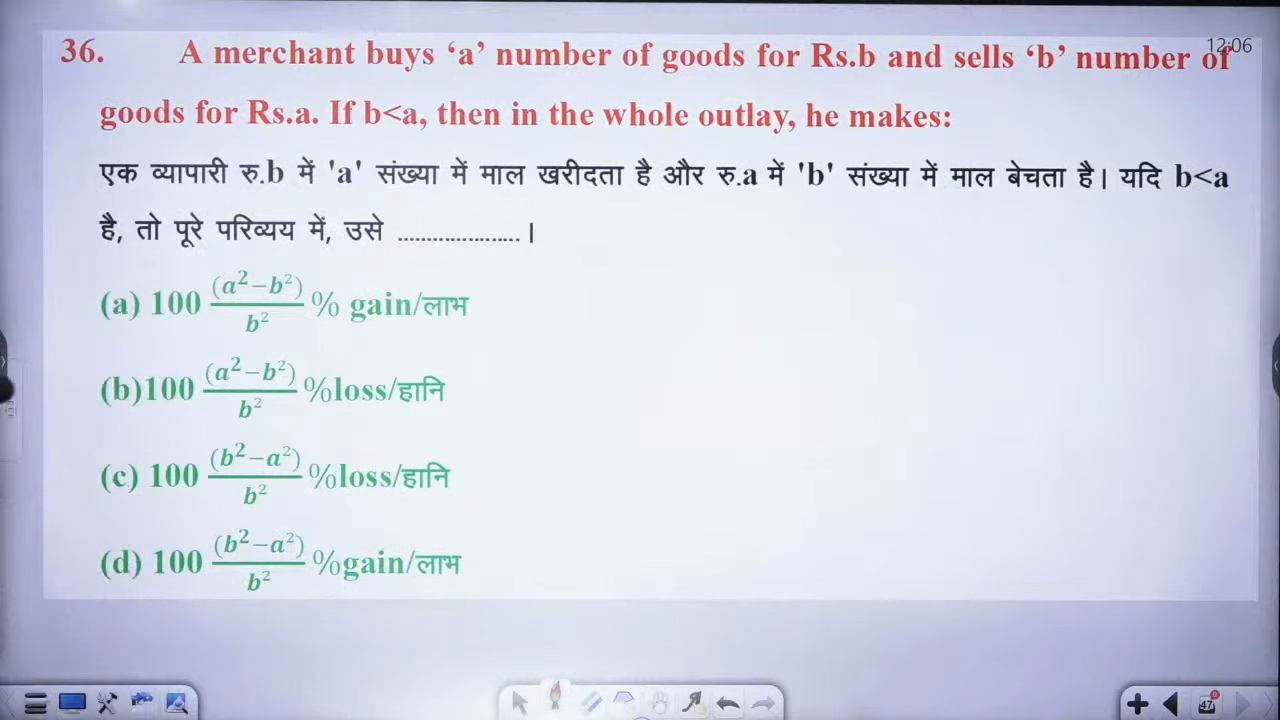 12:06
36. A merchant buys ‘a’ number of goods for Rs.b and sells ‘b’ number of
goods for Rs.a. If b<a, then in the whole outlay, he makes:
एक व्यापारी रु.b में 'a' संख्या में माल खरीदता है और रु.a में 'b' संख्या में माल बेचता है। यदि b<a
है, तो पूरे परिव्यय में, उसे ..................... ।
(a) 100 (a²−b²)/b² % gain/लाभ
(b)100 (a²−b²)/b² %loss/हानि
(c) 100 (b²−a²)/b² %loss/हानि
(d) 100 (b²−a²)/b² %gain/लाभ
47